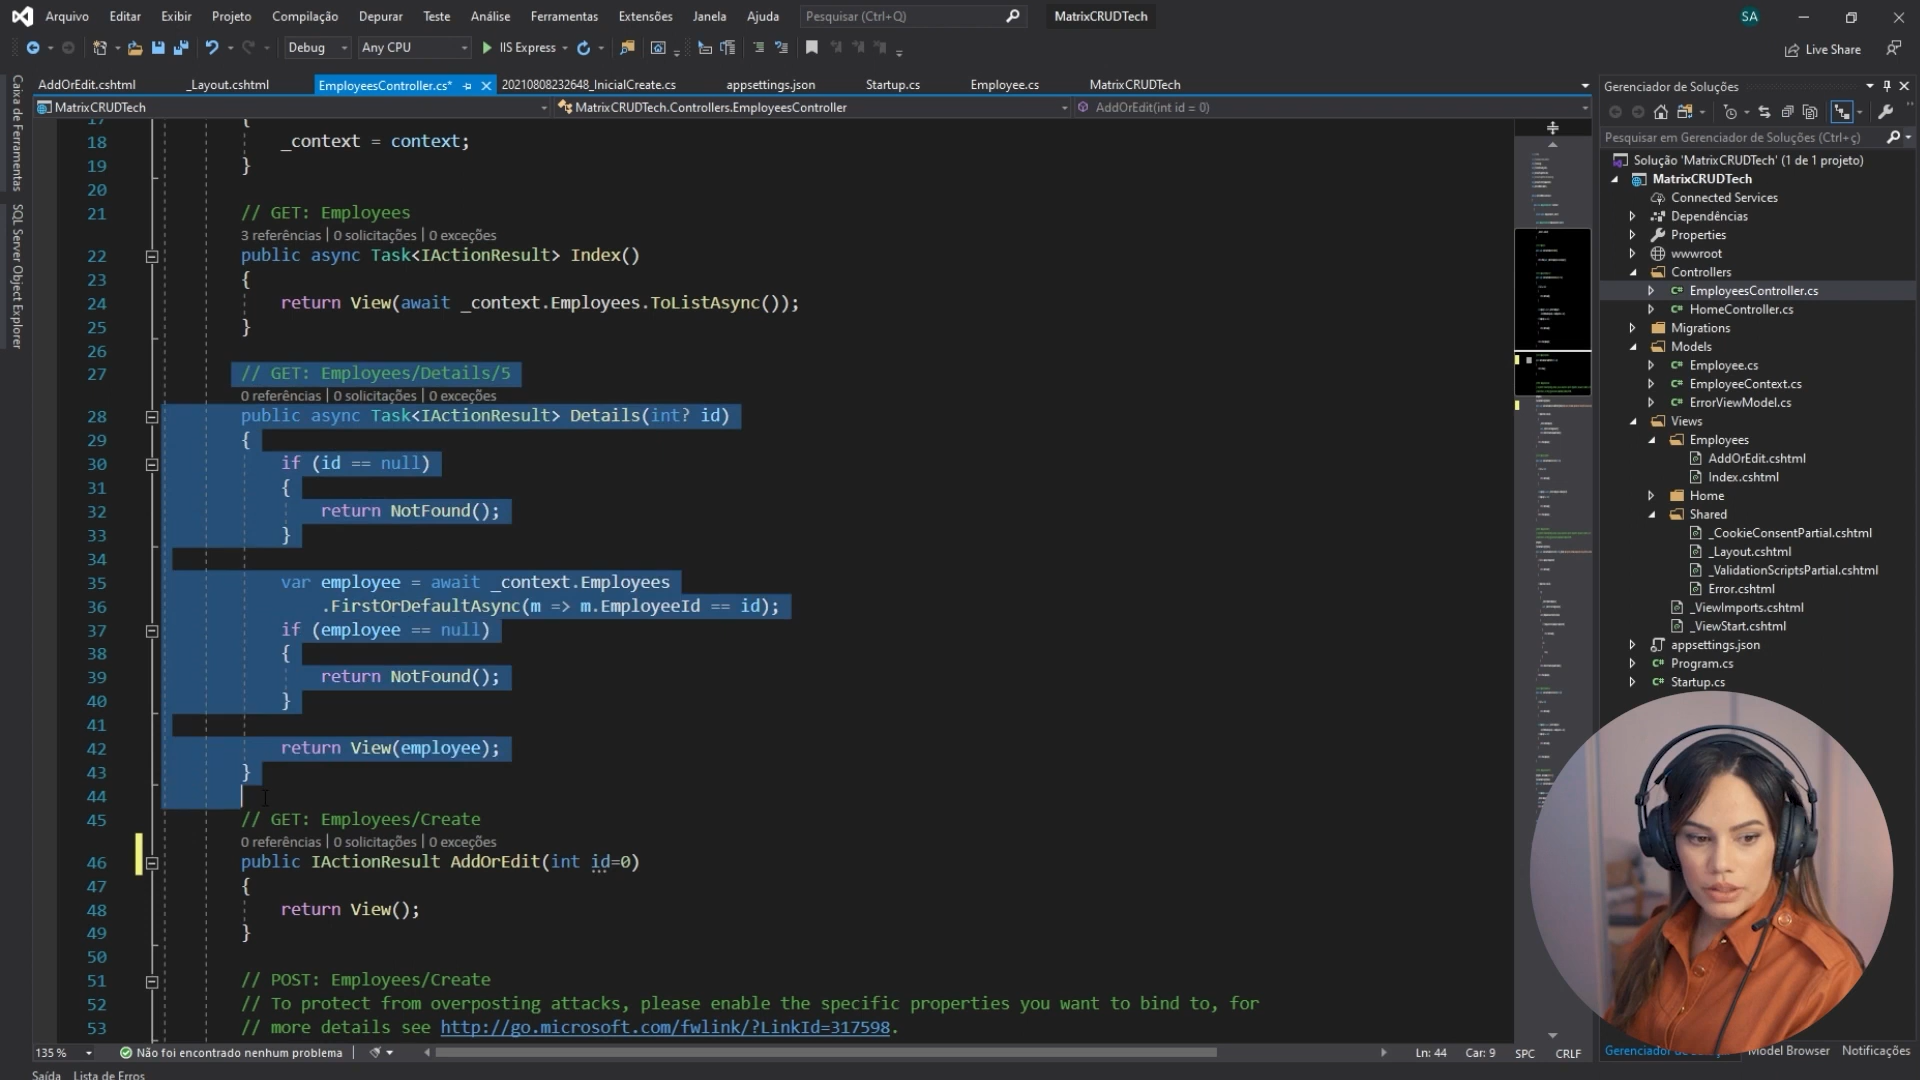 Arquivo Editar Exibir Projeto Compilação Depurar Teste Análise Ferramentas Extensões Janela Ajuda Pesquisar (Ctrl+Q) MatrixCRUDTech SA
Debug Any CPU IIS Express Live Share
AddOrEdit.cshtml _Layout.cshtml EmployeesController.cs* 20210808232648_InicialCreate.cs appsettings.json Startup.cs Employee.cs MatrixCRUDTech
MatrixCRUDTech MatrixCRUDTech.Controllers.EmployeesController AddOrEdit(int id = 0)
Caixa de Ferramentas
SQL Server Object Explorer
17 {
18 _context = context;
19 }
20
21 // GET: Employees
3 referências | 0 solicitações | 0 exceções
22 public async Task<IActionResult> Index()
23 {
24 return View(await _context.Employees.ToListAsync());
25 }
26
27 // GET: Employees/Details/5
0 referências | 0 solicitações | 0 exceções
28 public async Task<IActionResult> Details(int? id)
29 {
30 if (id == null)
31 {
32 return NotFound();
33 }
34
35 var employee = await _context.Employees
36 .FirstOrDefaultAsync(m => m.EmployeeId == id);
37 if (employee == null)
38 {
39 return NotFound();
40 }
41
42 return View(employee);
43 }
44
45 // GET: Employees/Create
0 referências | 0 solicitações | 0 exceções
46 public IActionResult AddOrEdit(int id=0)
47 {
48 return View();
49 }
50
51 // POST: Employees/Create
52 // To protect from overposting attacks, please enable the specific properties you want to bind to, for
53 // more details see http://go.microsoft.com/fwlink/?LinkId=317598.
135 % Não foi encontrado nenhum problema Ln: 44 Car: 9 SPC CRLF
Saída Lista de Erros
Gerenciador de Soluções
Pesquisar em Gerenciador de Soluções (Ctrl+ç)
Solução 'MatrixCRUDTech' (1 de 1 projeto)
MatrixCRUDTech
Connected Services
Dependências
Properties
wwwroot
Controllers
C# EmployeesController.cs
C# HomeController.cs
Migrations
Models
C# Employee.cs
C# EmployeeContext.cs
C# ErrorViewModel.cs
Views
Employees
AddOrEdit.cshtml
Index.cshtml
Home
Shared
_CookieConsentPartial.cshtml
_Layout.cshtml
_ValidationScriptsPartial.cshtml
Error.cshtml
_ViewImports.cshtml
_ViewStart.cshtml
appsettings.json
C# Program.cs
C# Startup.cs
Gerenciador Model Browser Notificações